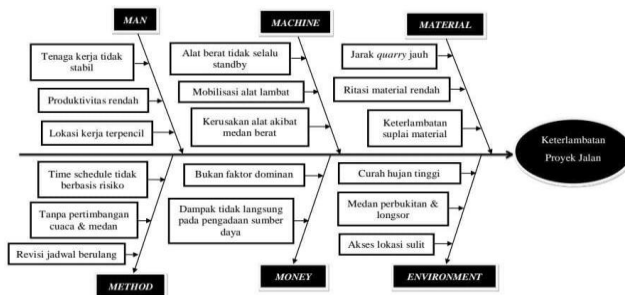 MAN
MACHINE
MATERIAL
Tenaga kerja tidak
stabil
Produktivitas rendah
Lokasi kerja terpencil
Alat berat tidak selalu
standby
Mobilisasi alat lambat
Kerusakan alat akibat
medan berat
Jarak quarry jauh
Ritasi material rendah
Keterlambatan
suplai material
Keterlambatan
Proyek Jalan
Time schedule tidak
berbasis risiko
Tanpa pertimbangan
cuaca & medan
Revisi jadwal berulang
Bukan faktor dominan
Dampak tidak langsung
pada pengadaan sumber
daya
Curah hujan tinggi
Medan perbukitan &
longsor
Akses lokasi sulit
METHOD
MONEY
ENVIRONMENT